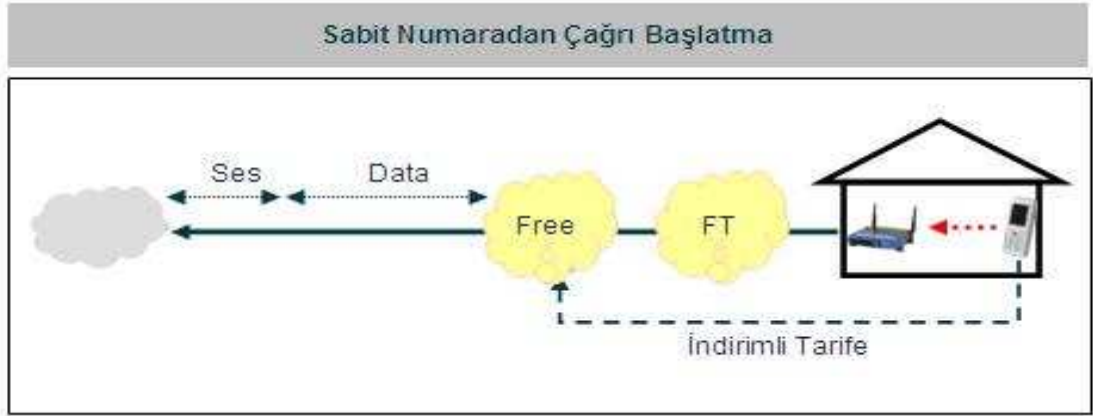 Sabit Numaradan Çağrı Başlatma
Ses Data
Free FT
İndirimli Tarife